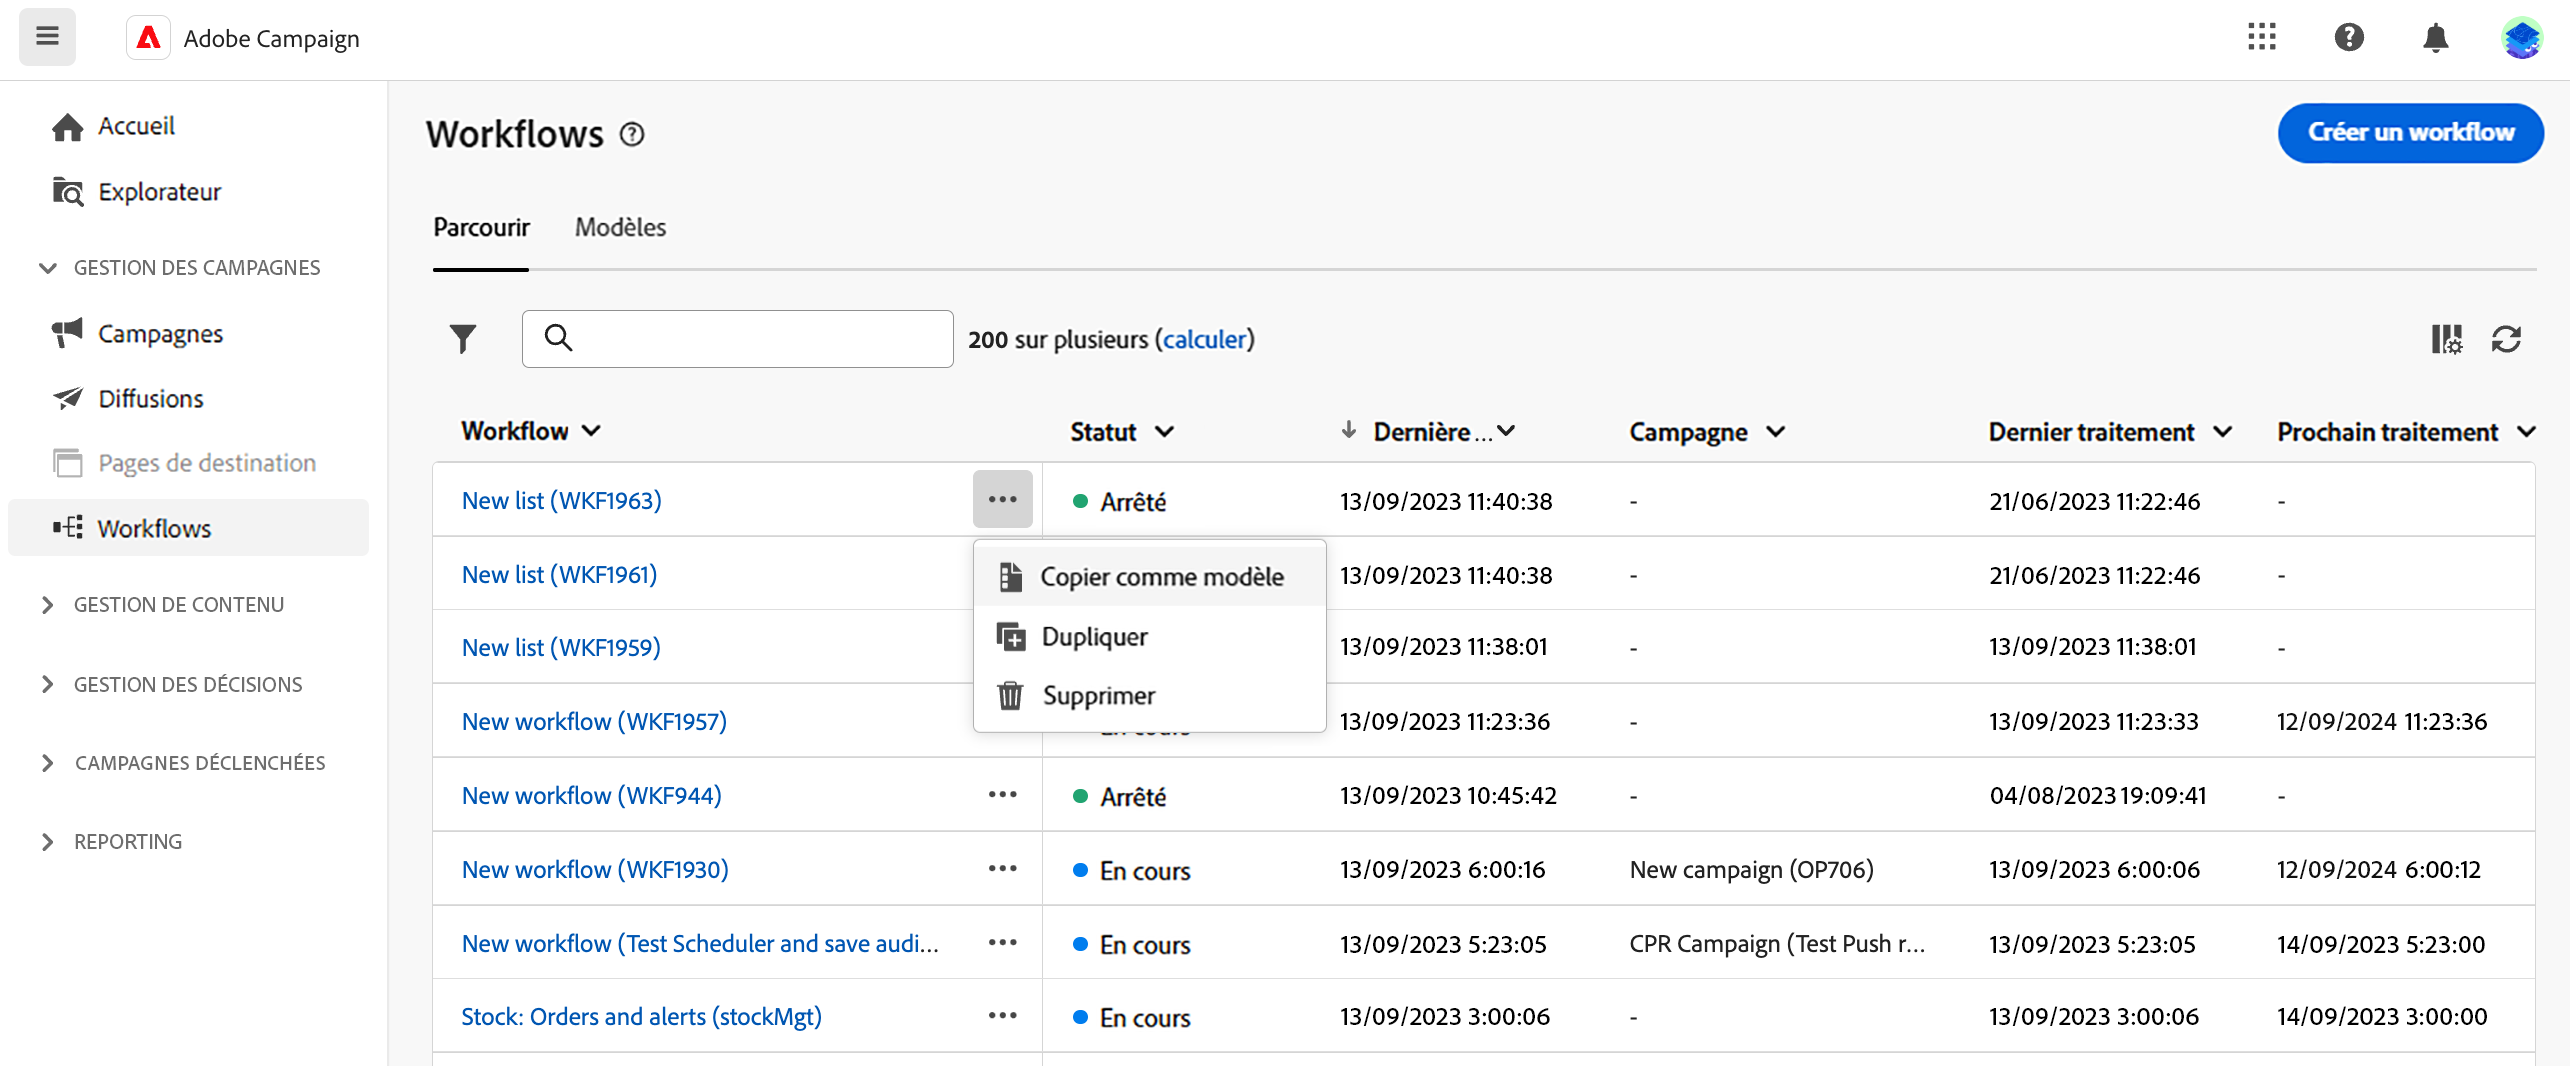 Adobe Campaign
Accueil
Explorateur
GESTION DES CAMPAGNES
Campagnes
Diffusions
Pages de destination
Workflows
GESTION DE CONTENU
GESTION DES DÉCISIONS
CAMPAGNES DÉCLENCHÉES
REPORTING
Workflows
Créer un workflow
Parcourir Modèles
200 sur plusieurs (calculer)
Workflow Statut Dernière ... Campagne Dernier traitement Prochain traitement
New list (WKF1963) Arrêté 13/09/2023 11:40:38 - 21/06/2023 11:22:46 -
New list (WKF1961) 13/09/2023 11:40:38 - 21/06/2023 11:22:46 -
New list (WKF1959) 13/09/2023 11:38:01 - 13/09/2023 11:38:01 -
New workflow (WKF1957) En cours 13/09/2023 11:23:36 - 13/09/2023 11:23:33 12/09/2024 11:23:36
Copier comme modèle
Dupliquer
Supprimer
New workflow (WKF944) Arrêté 13/09/2023 10:45:42 - 04/08/2023 19:09:41 -
New workflow (WKF1930) En cours 13/09/2023 6:00:16 New campaign (OP706) 13/09/2023 6:00:06 12/09/2024 6:00:12
New workflow (Test Scheduler and save audi... En cours 13/09/2023 5:23:05 CPR Campaign (Test Push r... 13/09/2023 5:23:05 14/09/2023 5:23:00
Stock: Orders and alerts (stockMgt) En cours 13/09/2023 3:00:06 - 13/09/2023 3:00:06 14/09/2023 3:00:00